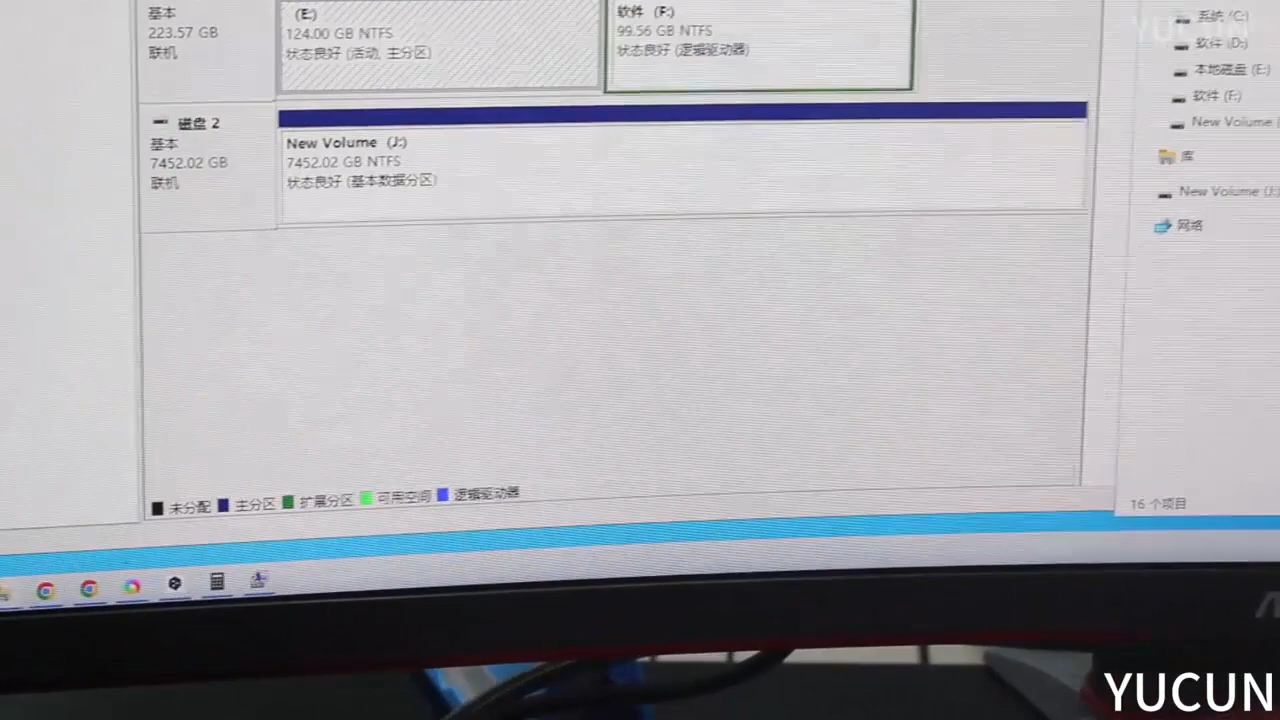 基本
223.57 GB
联机
(E:)
124.00 GB NTFS
状态良好 (活动, 主分区)
软件 (F:)
99.56 GB NTFS
状态良好 (逻辑驱动器)
磁盘 2
基本
7452.02 GB
联机
New Volume (J:)
7452.02 GB NTFS
状态良好 (基本数据分区)
未分配 主分区 扩展分区 可用空间 逻辑驱动器
YUCUN
系统 (C:)
软件 (D:)
本地磁盘 (E:)
软件 (F:)
New Volume
库
New Volume (J:
网络
16 个项目
YUCUN